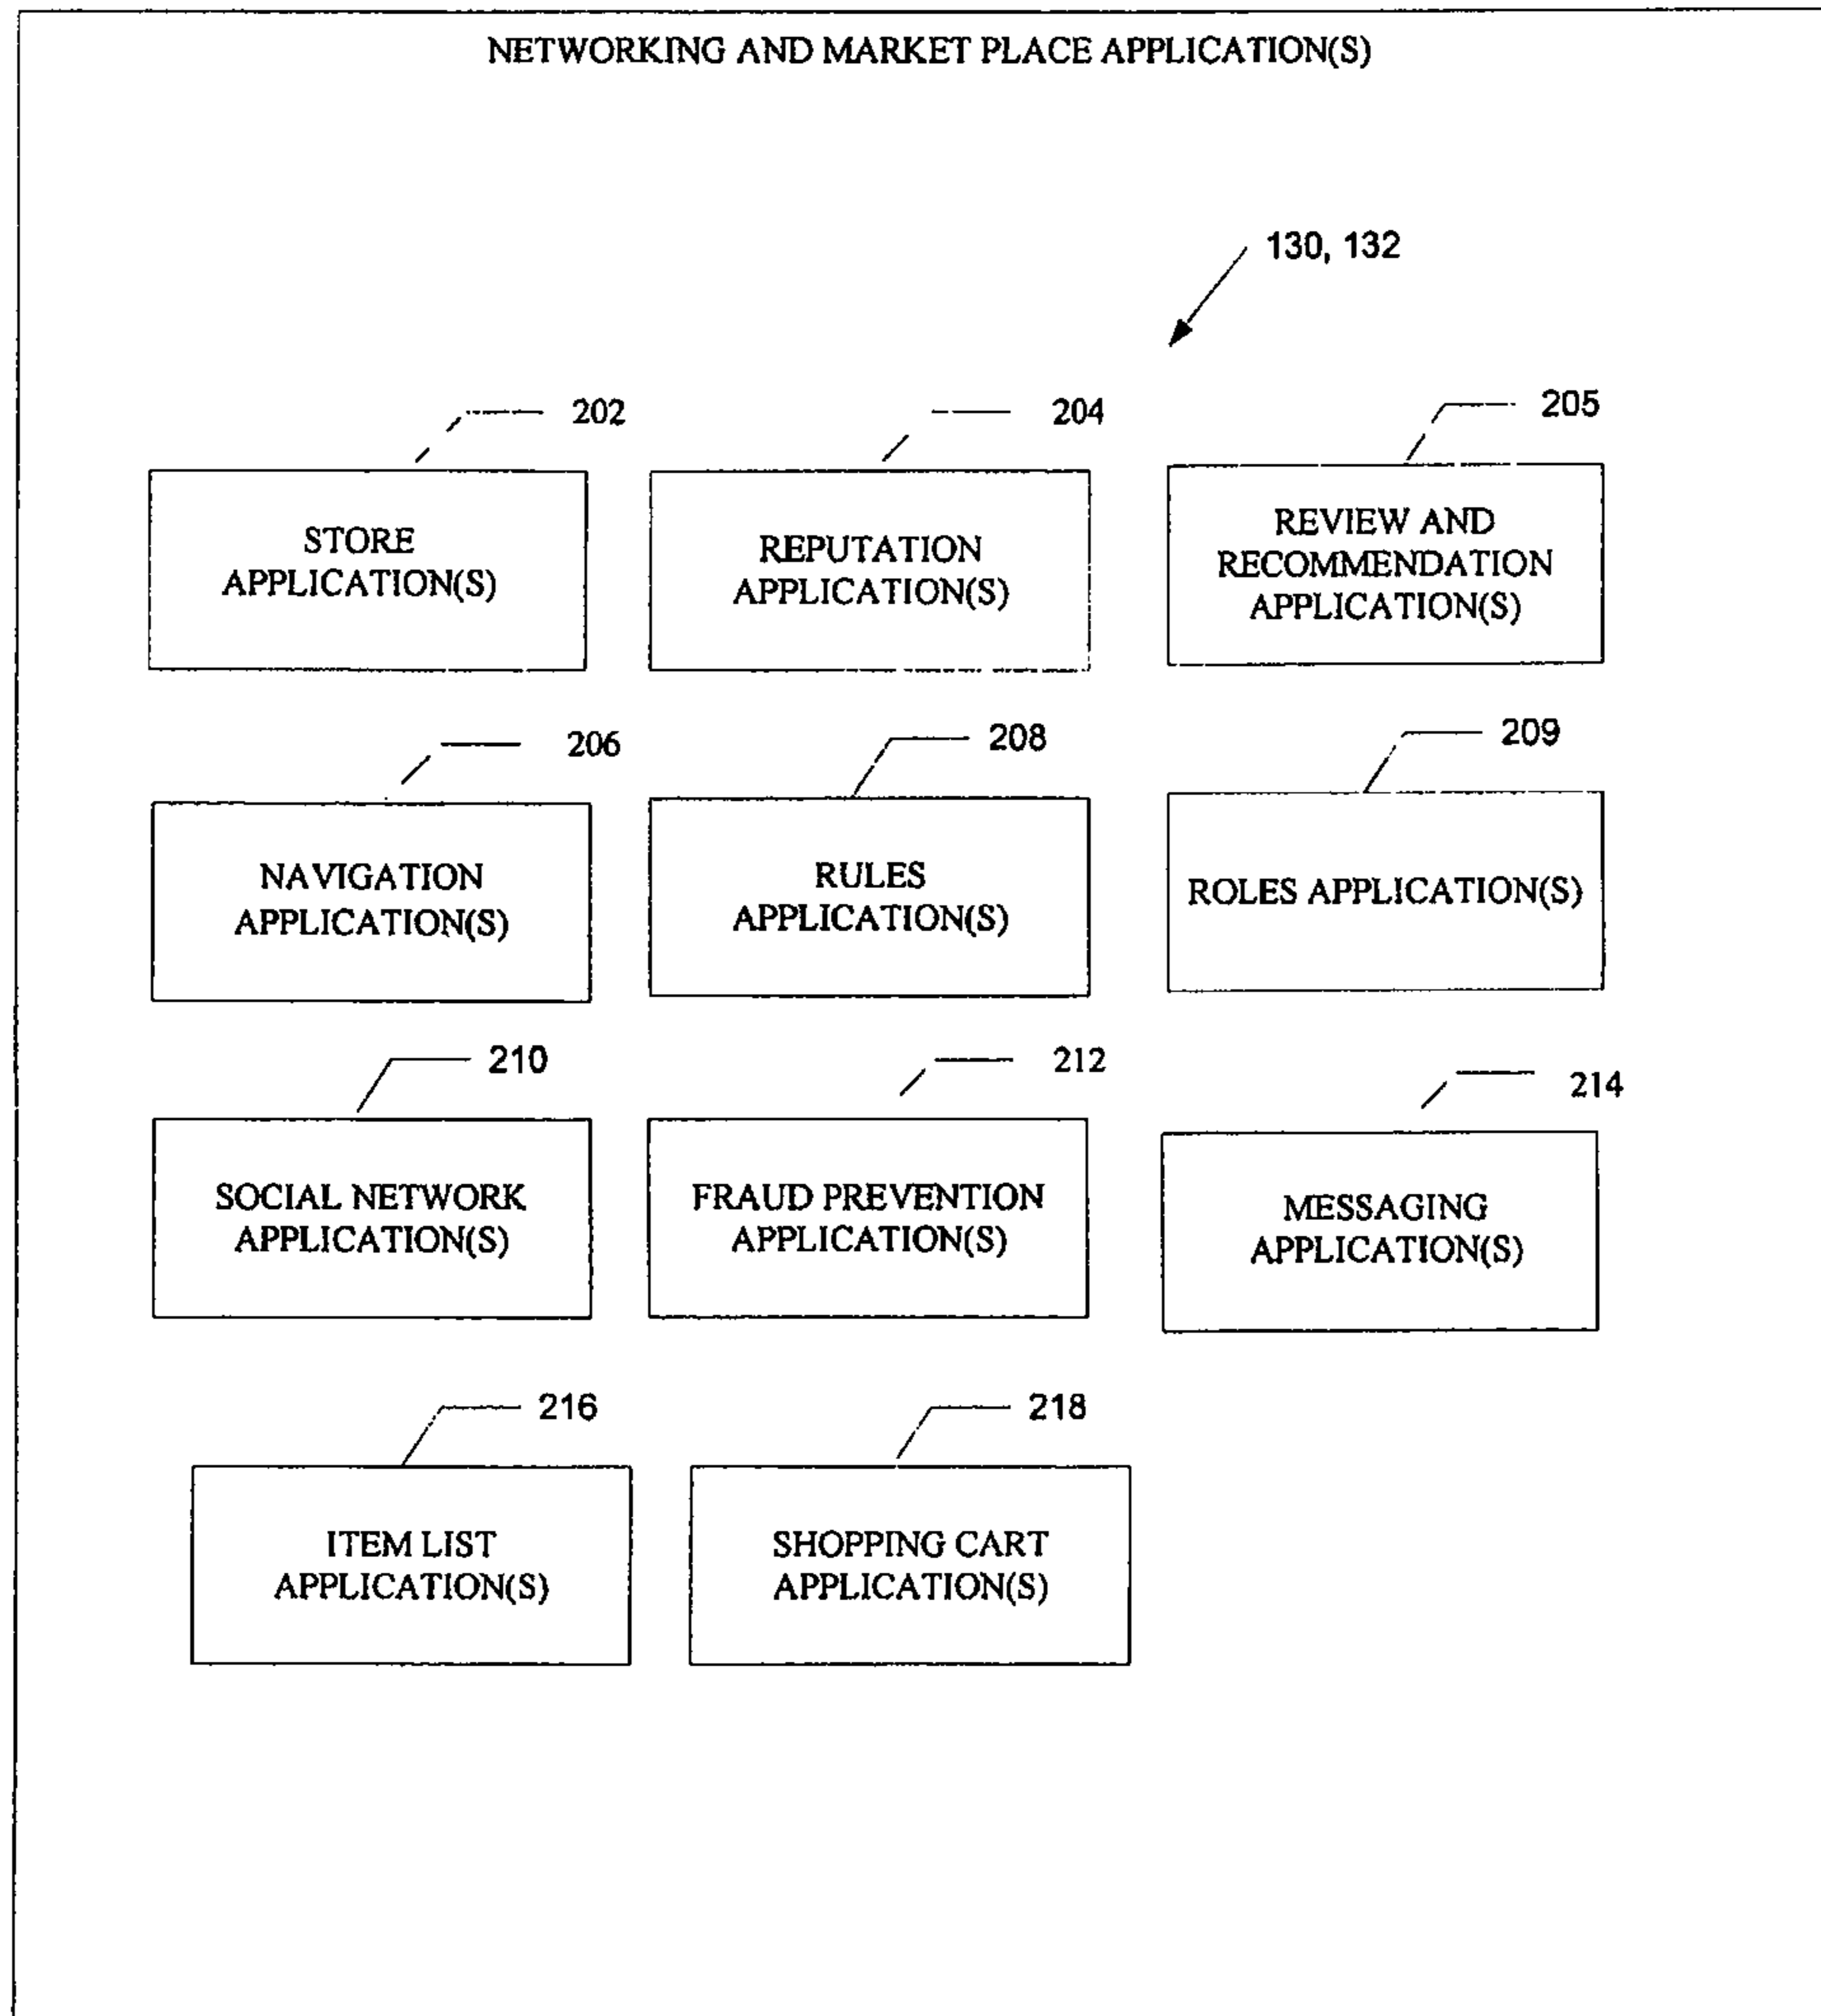 NETWORKING AND MARKET PLACE APPLICATION(S)
130, 132
202
204
205
STORE
APPLICATION(S)
REPUTATION
APPLICATION(S)
REVIEW AND
RECOMMENDATION
APPLICATION(S)
206
208
209
NAVIGATION
APPLICATION(S)
RULES
APPLICATION(S)
ROLES APPLICATION(S)
210
212
214
SOCIAL NETWORK
APPLICATION(S)
FRAUD PREVENTION
APPLICATION(S)
MESSAGING
APPLICATION(S)
216
218
ITEM LIST
APPLICATION(S)
SHOPPING CART
APPLICATION(S)